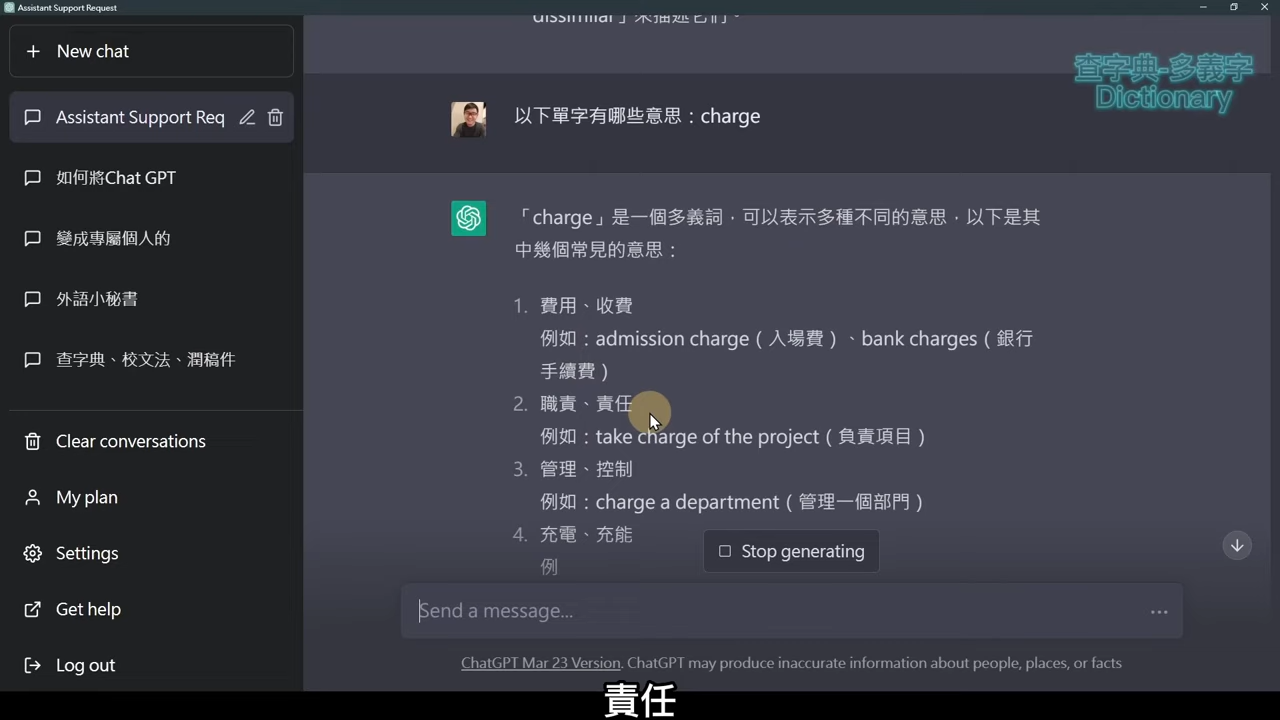 Assistant Support Request
New chat
Assistant Support Req
如何將Chat GPT
變成專屬個人的
外語小秘書
查字典、校文法、潤稿件
Clear conversations
My plan
Settings
Get help
Log out
dissimilar」來描述它們。
查字典-多義字
Dictionary
以下單字有哪些意思：charge
「charge」是一個多義詞，可以表示多種不同的意思，以下是其
中幾個常見的意思：
1. 費用、收費
例如：admission charge（入場費）、bank charges（銀行
手續費）
2. 職責、責任
例如：take charge of the project（負責項目）
3. 管理、控制
例如：charge a department（管理一個部門）
4. 充電、充能
例
Stop generating
Send a message...
ChatGPT Mar 23 Version. ChatGPT may produce inaccurate information about people, places, or facts
責任